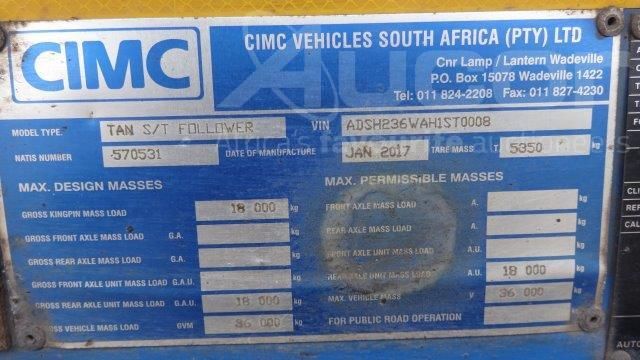 CIMC
CIMC VEHICLES SOUTH AFRICA (PTY) LTD
Cnr Lamp / Lantern Wadeville
P.O. Box 15078 Wadeville 1422
Tel: 011 824-2208 Fax: 011 827-4230
MODEL TYPE: TAN S/T FOLLOWER VIN ADSH236WAH1ST0008
NATIS NUMBER 570531 DATE OF MANUFACTURE JAN 2017 TARE MASS T. 5350 kg
MAX. DESIGN MASSES
GROSS KINGPIN MASS LOAD 18 000 kg
GROSS FRONT AXLE MASS LOAD G.A. kg
GROSS REAR AXLE MASS LOAD G.A. kg
GROSS FRONT AXLE UNIT MASS LOAD G.A.U. kg
GROSS REAR AXLE UNIT MASS LOAD G.A.U. 18 000 kg
GROSS VEHICLE MASS LOAD GVM 36 000 kg
MAX. PERMISSIBLE MASSES
FRONT AXLE MASS LOAD A. kg
REAR AXLE MASS LOAD A. kg
AXLE UNIT MASS LOAD A.U. kg
REAR AXLE UNIT MASS LOAD A.U. 18 000 kg
MAX. VEHICLE MASS V 36 000 kg
FOR PUBLIC ROAD OPERATION